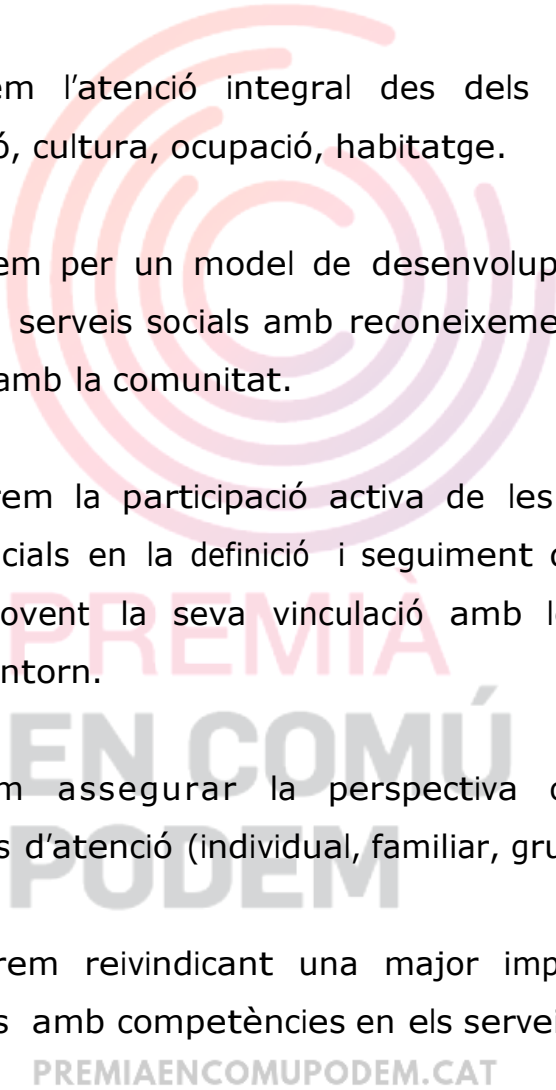 em l'atenció integral des dels
ó, cultura, ocupació, habitatge.
em per un model de desenvolup
serveis socials amb reconeixeme
amb la comunitat.
rem la participació activa de les
cials en la definició i seguiment
ovent la seva vinculació amb l
ntorn.
PREMIÀ
EN COMÚ
m assegurar la perspectiva
s d'atenció (individual, familiar, gru
PODEM
rem reivindicant una major imp
s amb competències en els servei
PREMIAENCOMUPODEM.CAT